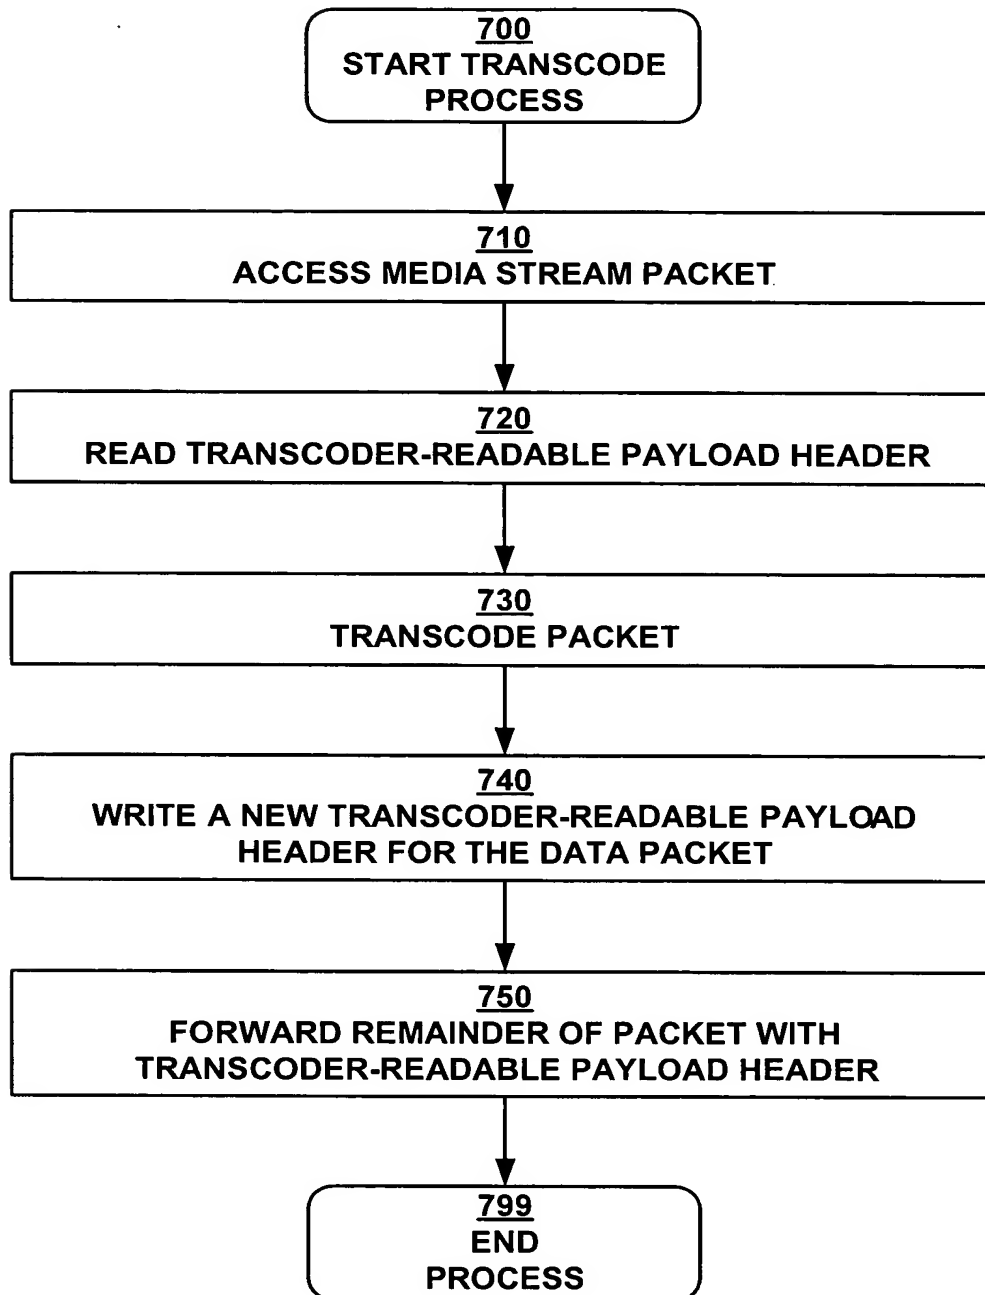 700
START TRANSCODE
PROCESS
710
ACCESS MEDIA STREAM PACKET
720
READ TRANSCODER-READABLE PAYLOAD HEADER
730
TRANSCODE PACKET
740
WRITE A NEW TRANSCODER-READABLE PAYLOAD
HEADER FOR THE DATA PACKET
750
FORWARD REMAINDER OF PACKET WITH
TRANSCODER-READABLE PAYLOAD HEADER
799
END
PROCESS